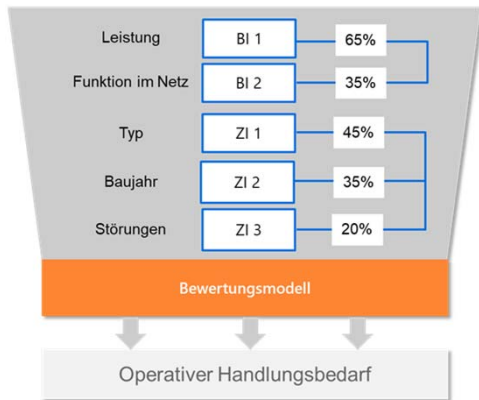 Leistung BI 1 65%
Funktion im Netz BI 2 35%
Typ ZI 1 45%
Baujahr ZI 2 35%
Störungen ZI 3 20%
Bewertungsmodell
Operativer Handlungsbedarf